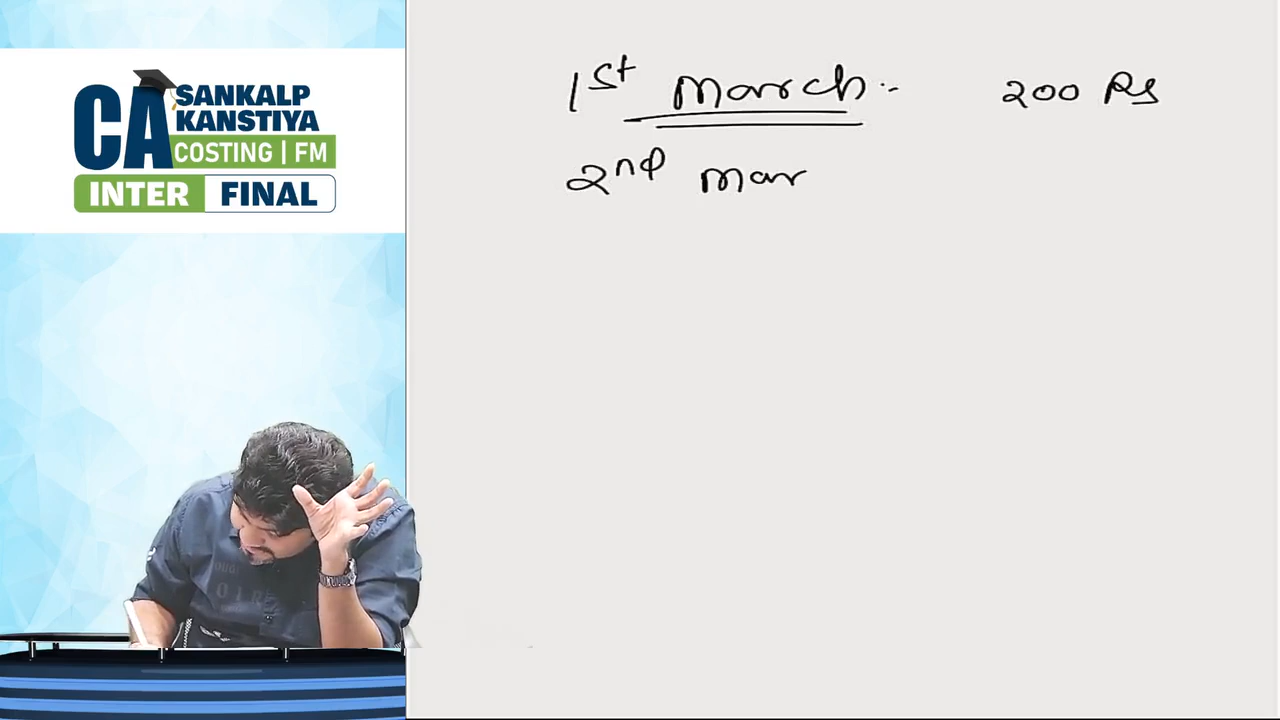 CA SANKALP
KANSTIYA
COSTING | FM
INTER FINAL
1st March :- 200 Rs
2nd Mar